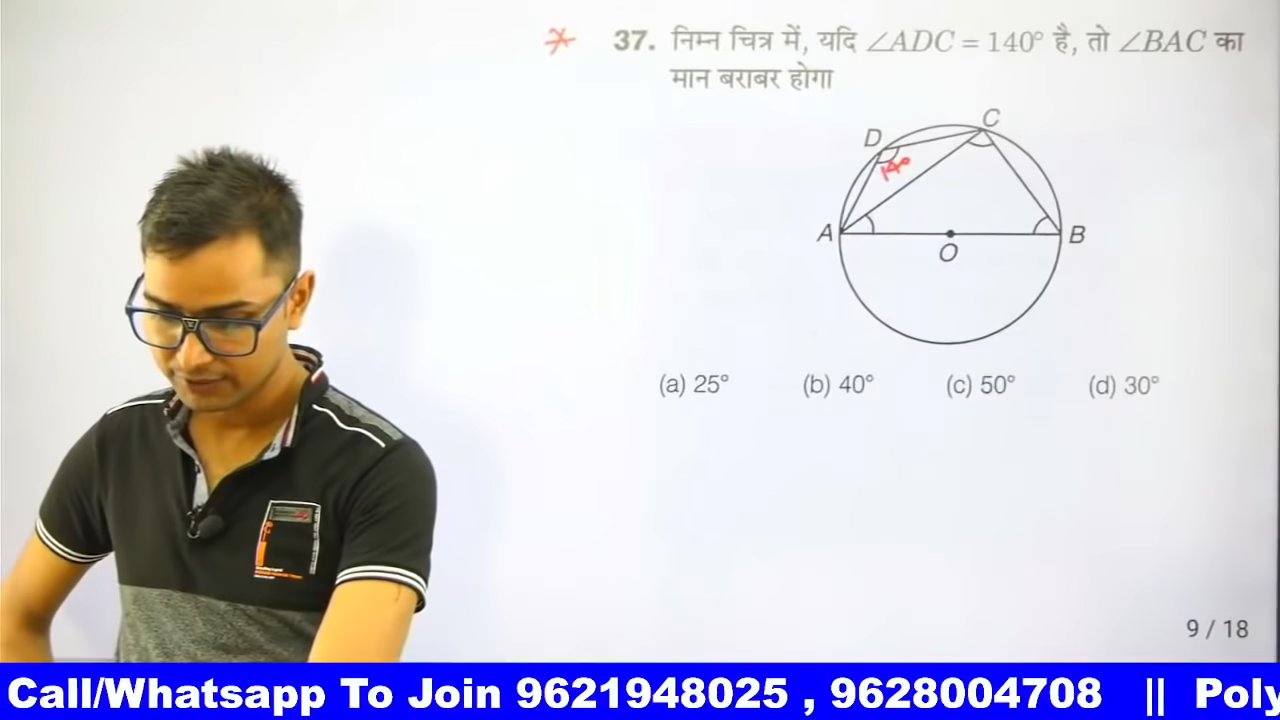 37. निम्न चित्र में, यदि ∠ADC = 140° है, तो ∠BAC का
मान बराबर होगा
C
D
140
A
B
O
(a) 25° (b) 40° (c) 50° (d) 30°
9 / 18
Call/Whatsapp To Join 9621948025 , 9628004708 || Poly